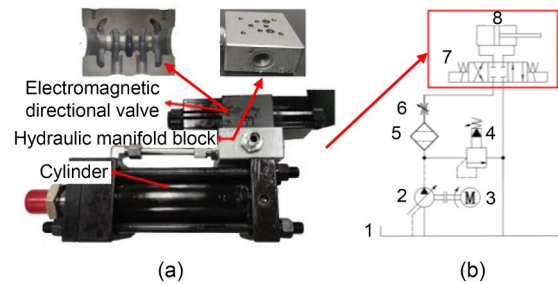 Electromagnetic
directional valve
Hydraulic manifold block
Cylinder
(a)
8
7
6
5
4
2
M
3
1
(b)